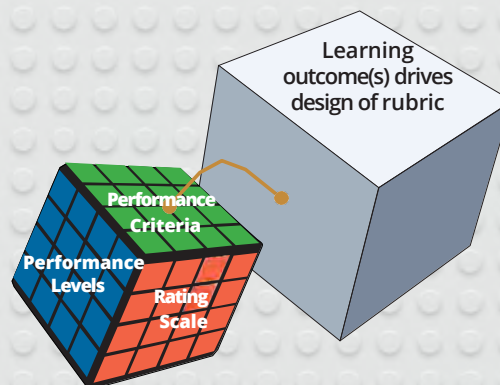 Learning
outcome(s) drives
design of rubric
Performance
Criteria
Performance
Levels
Rating
Scale